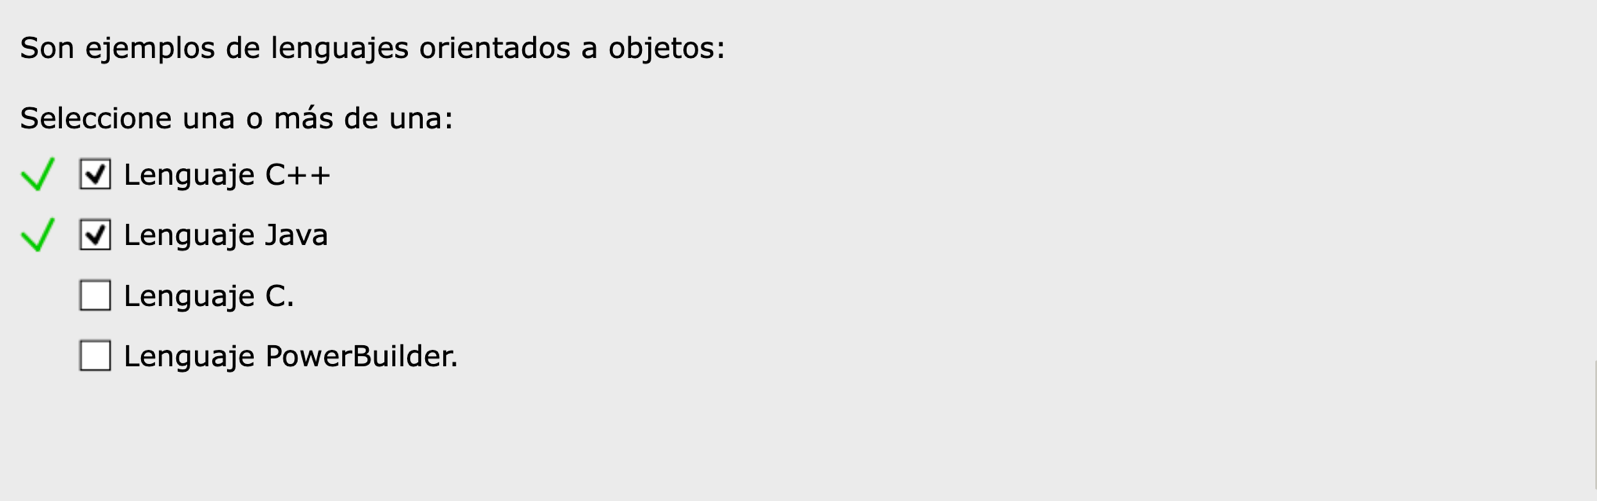 Son ejemplos de lenguajes orientados a objetos:
Seleccione una o más de una:
Lenguaje C++
Lenguaje Java
Lenguaje C.
Lenguaje PowerBuilder.